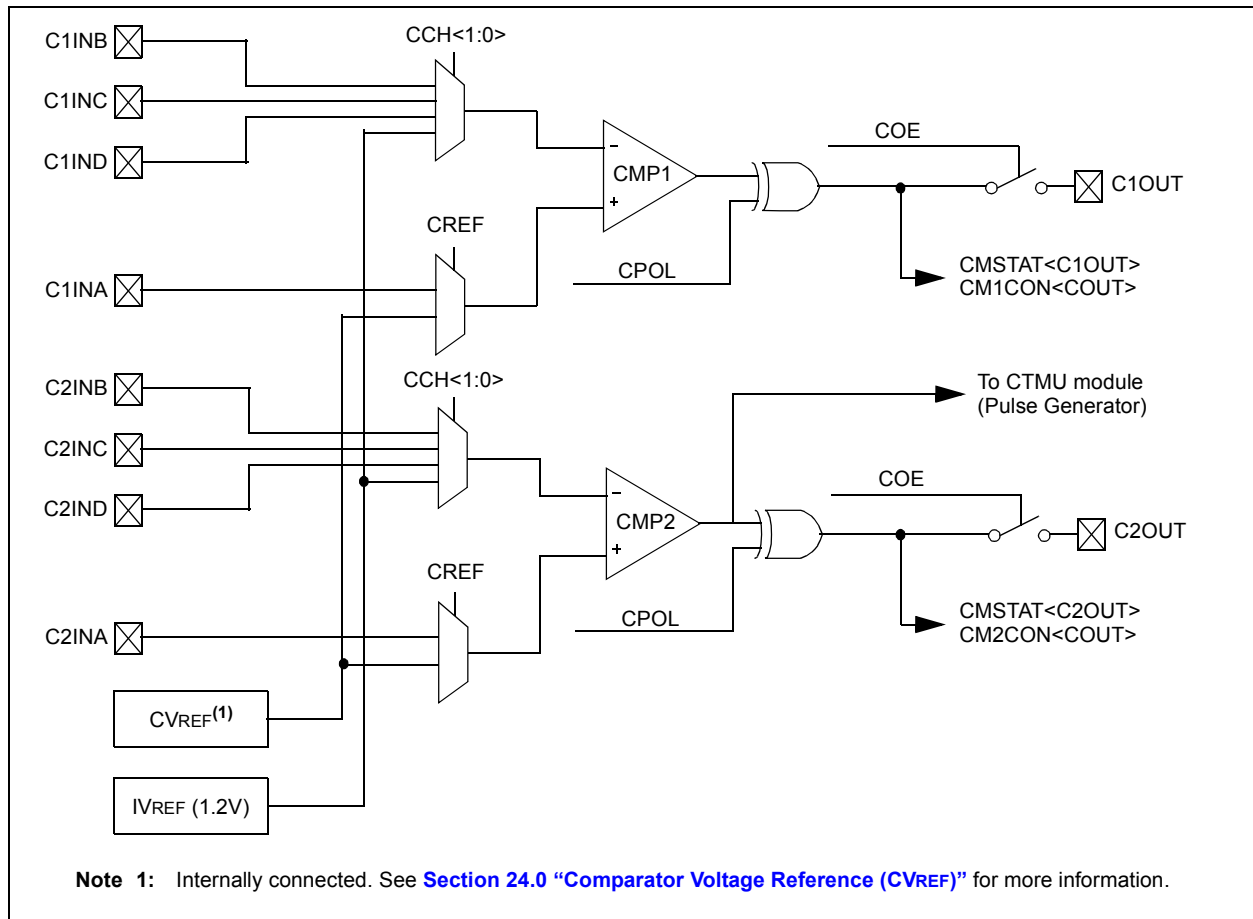 C1INB
CCH<1:0>
C1INC
C1IND
COE
CMP1
–
+
C1OUT
CREF
C1INA
CPOL
CMSTAT<C1OUT>
CM1CON<COUT>
C2INB
CCH<1:0>
To CTMU module
(Pulse Generator)
C2INC
C2IND
COE
CMP2
–
+
C2OUT
CREF
C2INA
CPOL
CMSTAT<C2OUT>
CM2CON<COUT>
CVREF(1)
IVREF (1.2V)
Note 1: Internally connected. See Section 24.0 “Comparator Voltage Reference (CVREF)” for more information.